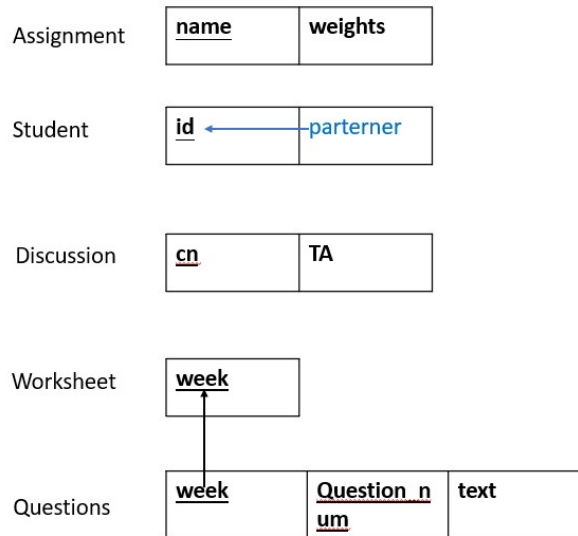 Assignment name weights
Student id parterner
Discussion cn TA
Worksheet week
Questions week Question_n text
um